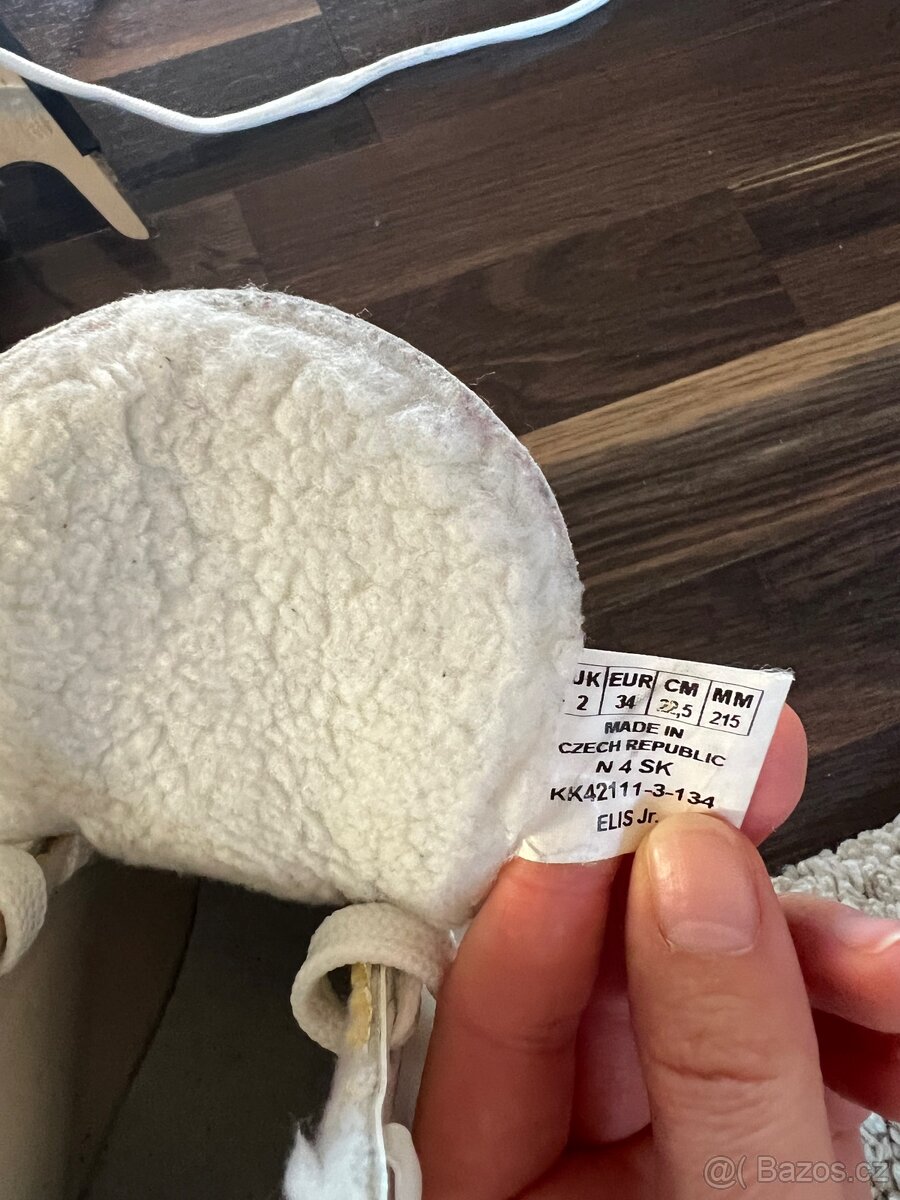 UK EUR CM MM
2 34 22,5 215
MADE IN
CZECH REPUBLIC
N 4 SK
KK42111-3-134
ELIS Jr.
@( Bazos.cz